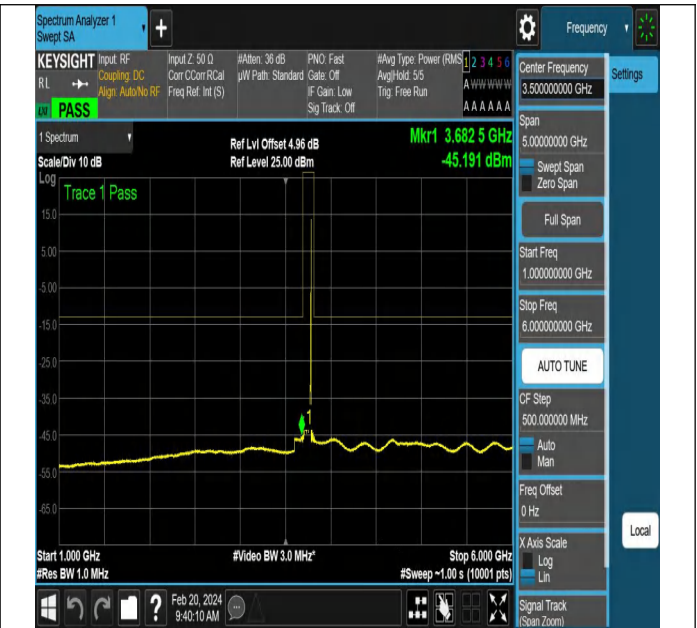 Spectrum Analyzer 1
Swept SA
Frequency
KEYSIGHT
RL
PASS
Input: RF
Coupling: DC
Align: Auto/No RF
Input Z: 50 Ω
Corr CCorr RCal
Freq Ref: Int (S)
#Atten: 36 dB
µW Path: Standard
PNO: Fast
Gate: Off
IF Gain: Low
Sig Track: Off
#Avg Type: Power (RMS
Avg|Hold: 5/5
Trig: Free Run
1 2 3 4 5 6
A W W W W W
A A A A A A
1 Spectrum
Scale/Div 10 dB
Log
Ref Lvl Offset 4.96 dB
Ref Level 25.00 dBm
Mkr1 3.682 5 GHz
-45.191 dBm
Trace 1 Pass
15.0
5.00
-5.00
-15.0
-25.0
-35.0
-45.0
-55.0
-65.0
1
Start 1.000 GHz
#Res BW 1.0 MHz
#Video BW 3.0 MHz*
Stop 6.000 GHz
#Sweep ~1.00 s (10001 pts)
?
Feb 20, 2024
9:40:10 AM
Center Frequency
3.500000000 GHz
Settings
Span
5.00000000 GHz
Swept Span
Zero Span
Full Span
Start Freq
1.000000000 GHz
Stop Freq
6.000000000 GHz
AUTO TUNE
CF Step
500.000000 MHz
Auto
Man
Freq Offset
0 Hz
Local
X Axis Scale
Log
Lin
Signal Track
(Span Zoom)